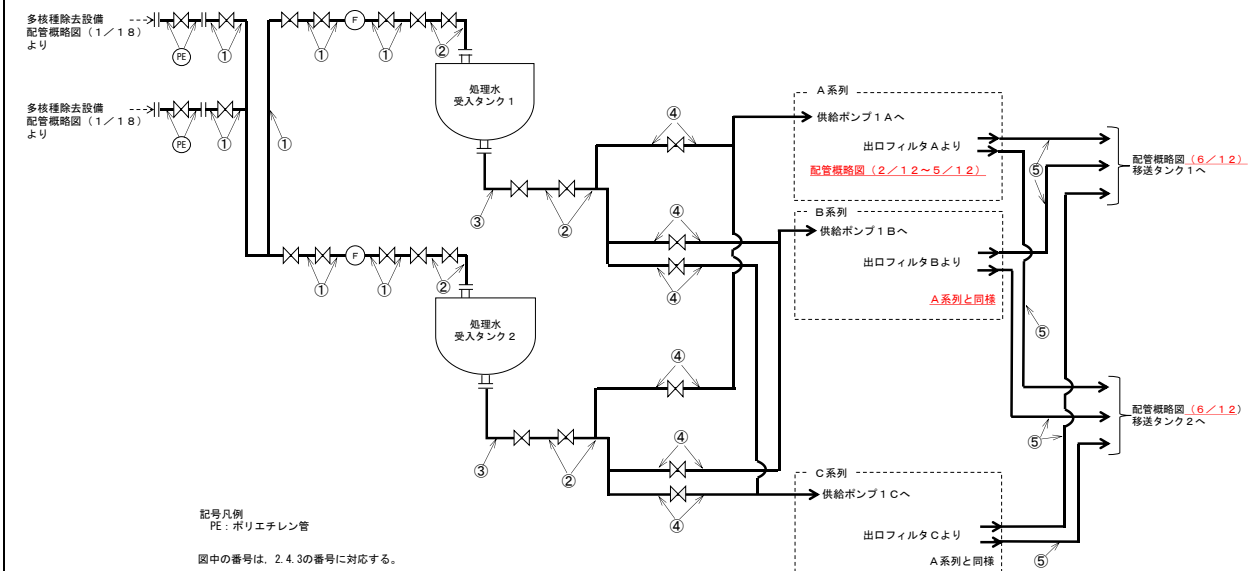 多核種除去設備
配管概略図（１／１８）
より
PE
①
①
F
①
②
処理水
受入タンク１
多核種除去設備
配管概略図（１／１８）
より
PE
①
①
③
②
④
④
④
①
F
①
②
処理水
受入タンク２
③
②
④
④
④
Ａ系列
供給ポンプ１Ａへ
出口フィルタＡより
配管概略図（２／１２～５／１２）
Ｂ系列
供給ポンプ１Ｂへ
出口フィルタＢより
Ａ系列と同様
Ｃ系列
供給ポンプ１Ｃへ
出口フィルタＣより
Ａ系列と同様
⑤
⑤
⑤
⑤
配管概略図（６／１２）
移送タンク１へ
配管概略図（６／１２）
移送タンク２へ
記号凡例
PE：ポリエチレン管
図中の番号は，2.4.3の番号に対応する。